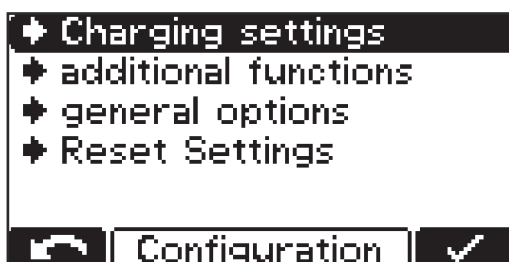 Charging settings
additional functions
general options
Reset Settings
Configuration